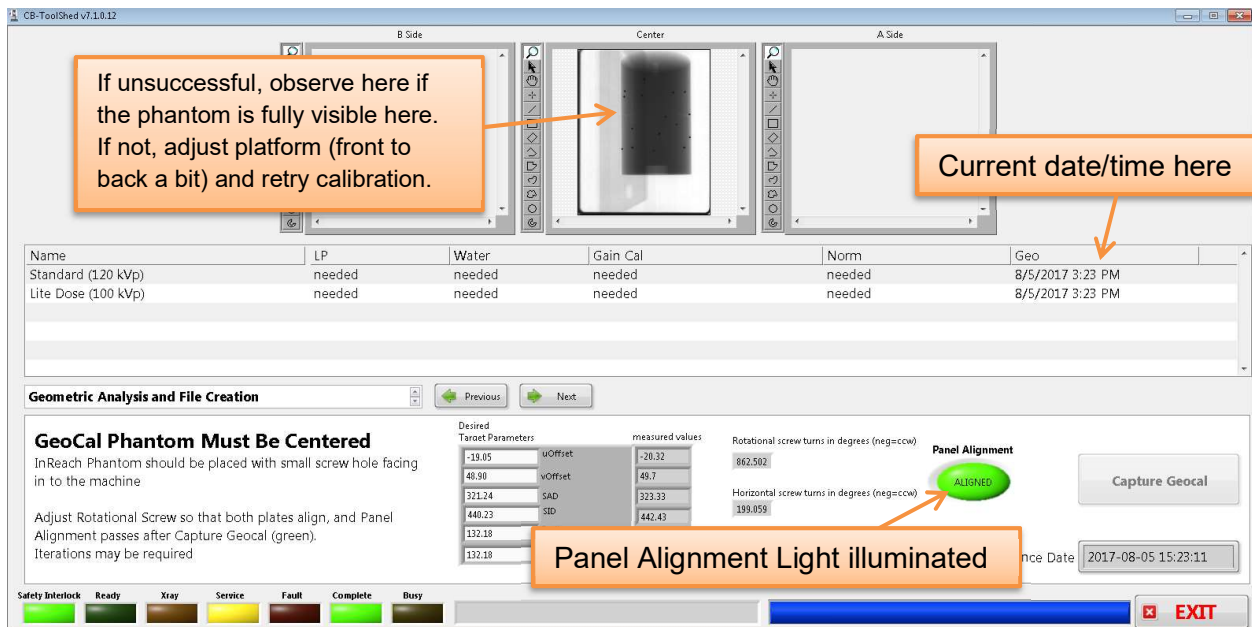 CB-ToolShed v7.1.0.12
B Side
Center
A Side
If unsuccessful, observe here if
the phantom is fully visible here.
If not, adjust platform (front to
back a bit) and retry calibration.
Current date/time here
Name LP Water Gain Cal Norm Geo
Standard (120 kVp) needed needed needed needed 8/5/2017 3:23 PM
Lite Dose (100 kVp) needed needed needed needed 8/5/2017 3:23 PM
Geometric Analysis and File Creation
Previous
Next
GeoCal Phantom Must Be Centered
InReach Phantom should be placed with small screw hole facing
in to the machine
Adjust Rotational Screw so that both plates align, and Panel
Alignment passes after Capture Geocal (green).
Iterations may be required
Desired
Target Parameters
measured values
-19.05 uOffset -20.32
48.90 vOffset 49.7
321.24 SAD 323.33
440.23 SID 442.43
132.18
132.18
Rotational screw turns in degrees (neg=ccw)
862.502
Horizontal screw turns in degrees (neg=ccw)
199.059
Panel Alignment
ALIGNED
Capture Geocal
Panel Alignment Light illuminated
nce Date 2017-08-05 15:23:11
Safety Interlock Ready Xray Service Fault Complete Busy
EXIT